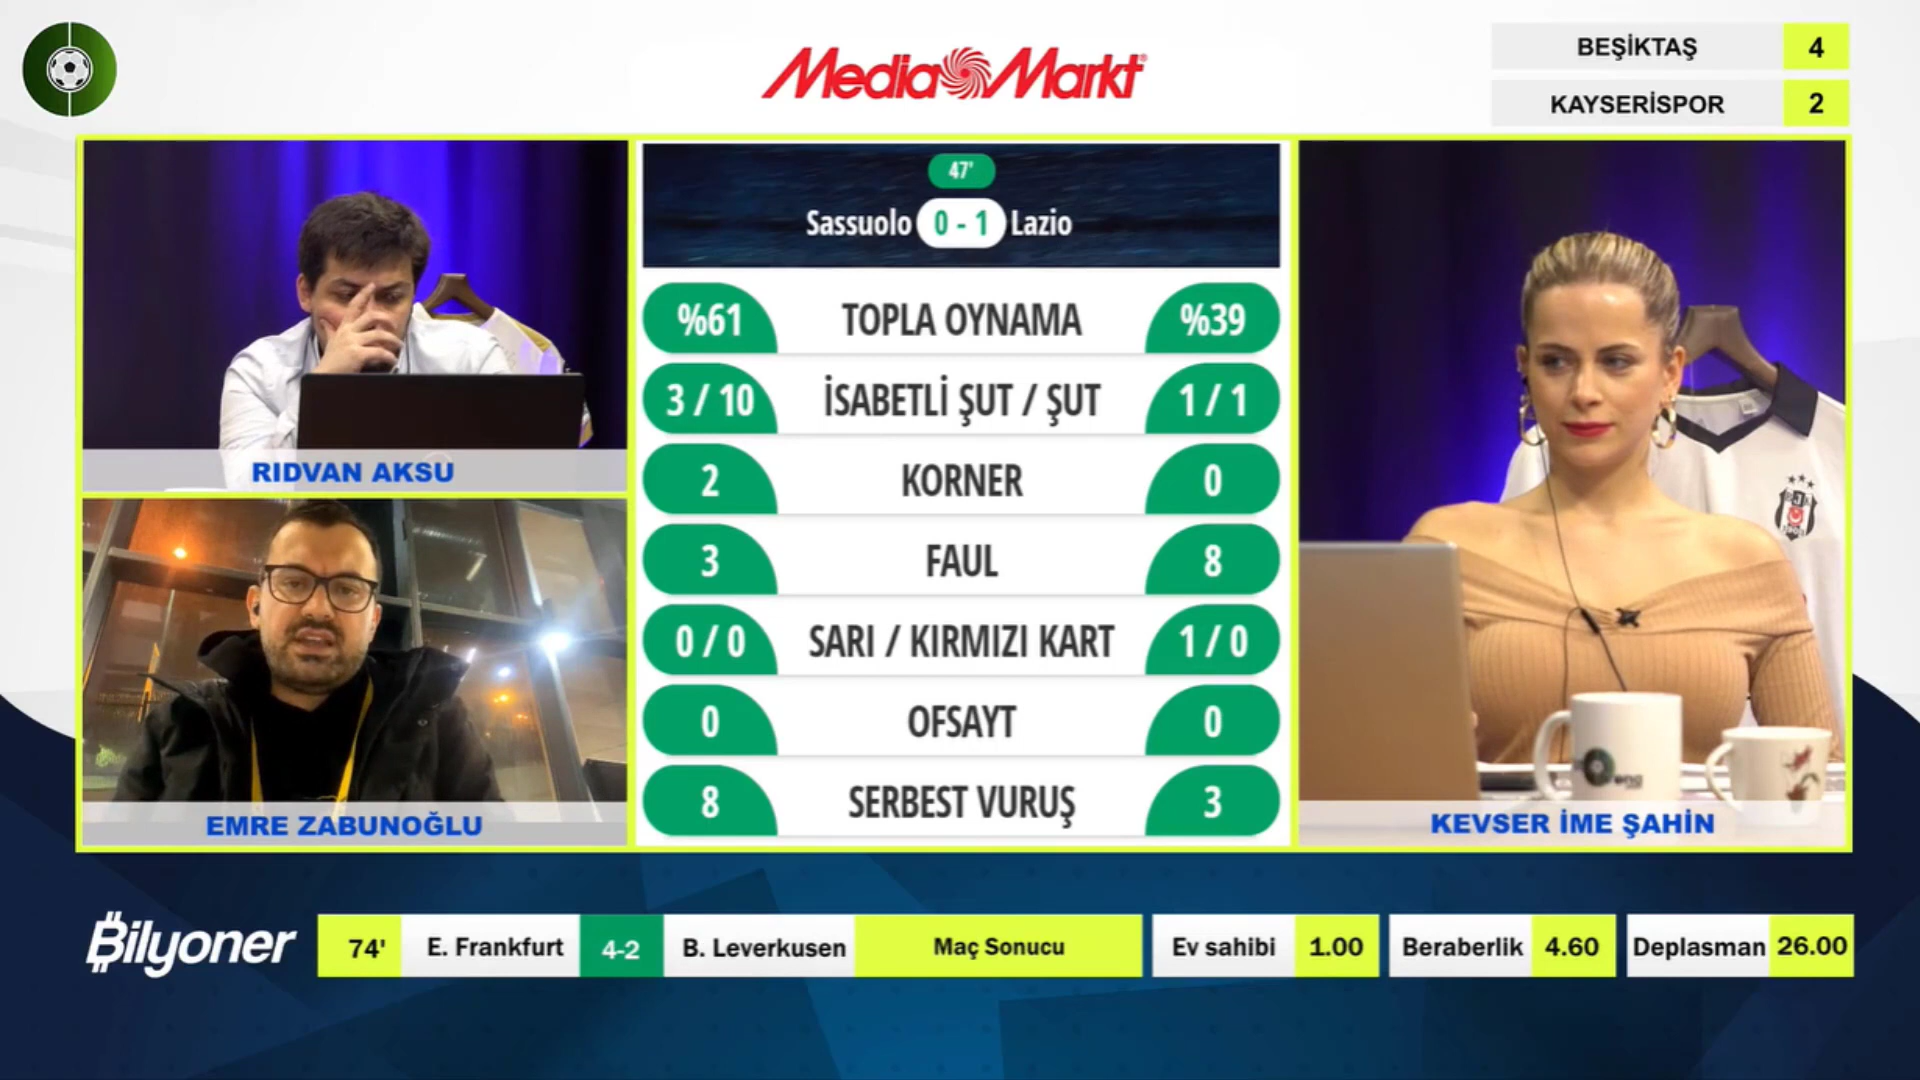 MediaMarkt
BEŞİKTAŞ 4
KAYSERİSPOR 2
47'
Sassuolo 0 - 1 Lazio
%61 TOPLA OYNAMA %39
3 / 10 İSABETLİ ŞUT / ŞUT 1 / 1
2 KORNER 0
3 FAUL 8
0 / 0 SARI / KIRMIZI KART 1 / 0
0 OFSAYT 0
8 SERBEST VURUŞ 3
RIDVAN AKSU
EMRE ZABUNOĞLU
KEVSER İME ŞAHİN
Bilyoner 74' E. Frankfurt 4-2 B. Leverkusen Maç Sonucu Ev sahibi 1.00 Beraberlik 4.60 Deplasman 26.00